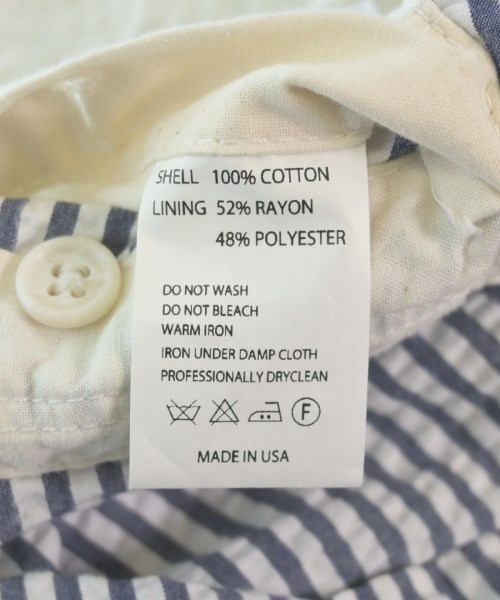 SHELL 100% COTTON
LINING 52% RAYON
48% POLYESTER
DO NOT WASH
DO NOT BLEACH
WARM IRON
IRON UNDER DAMP CLOTH
PROFESSIONALLY DRYCLEAN
F
MADE IN USA